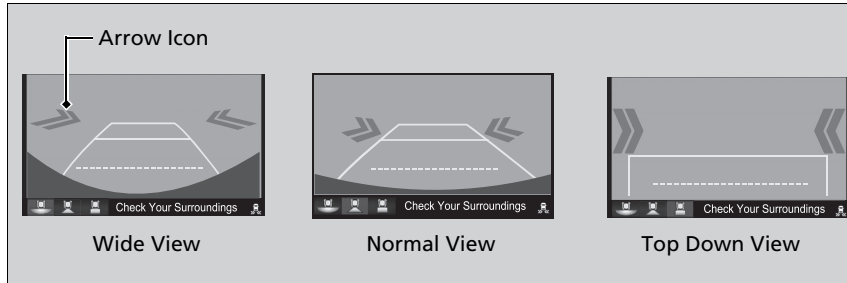 Arrow Icon
Check Your Surroundings
Check Your Surroundings
Check Your Surroundings
Wide View
Normal View
Top Down View